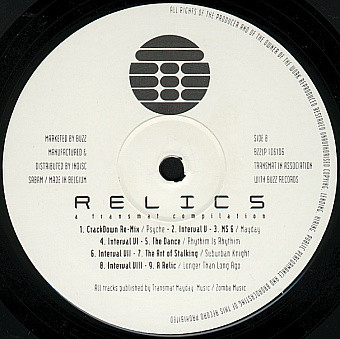 ALL RIGHTS OF THE PRODUCER AND OF THE OWNER OF THE WORK REPRODUCED RESERVED UNAUTHORISED COPYING, LENDING, HIRING, PUBLIC PERFORMANCE AND BROADCASTING OF THIS RECORD PROHIBITED
MARKETED BY BUZZ
MANUFACTURED &
DISTRIBUTED BY INDISC
SABAM / MADE IN BELGIUM
SIDE B
BZZLP 106106
TRANSMAT IN ASSOCIATION
WITH BUZZ RECORDS
RELICS
a transmat compilation
1. CrackDown Re-Mix / Psyche - 2. Interval V - 3. NS 6 / Mayday
4. Interval VI - 5. The Dance / Rhythim Is Rhythim
6. Interval VII - 7. The Art of Stalking / Suburban Knight
8. Interval VIII - 9. A Relic / Longer Than Long Ago
All tracks published by Transmat Mayday Music / Zomba Music